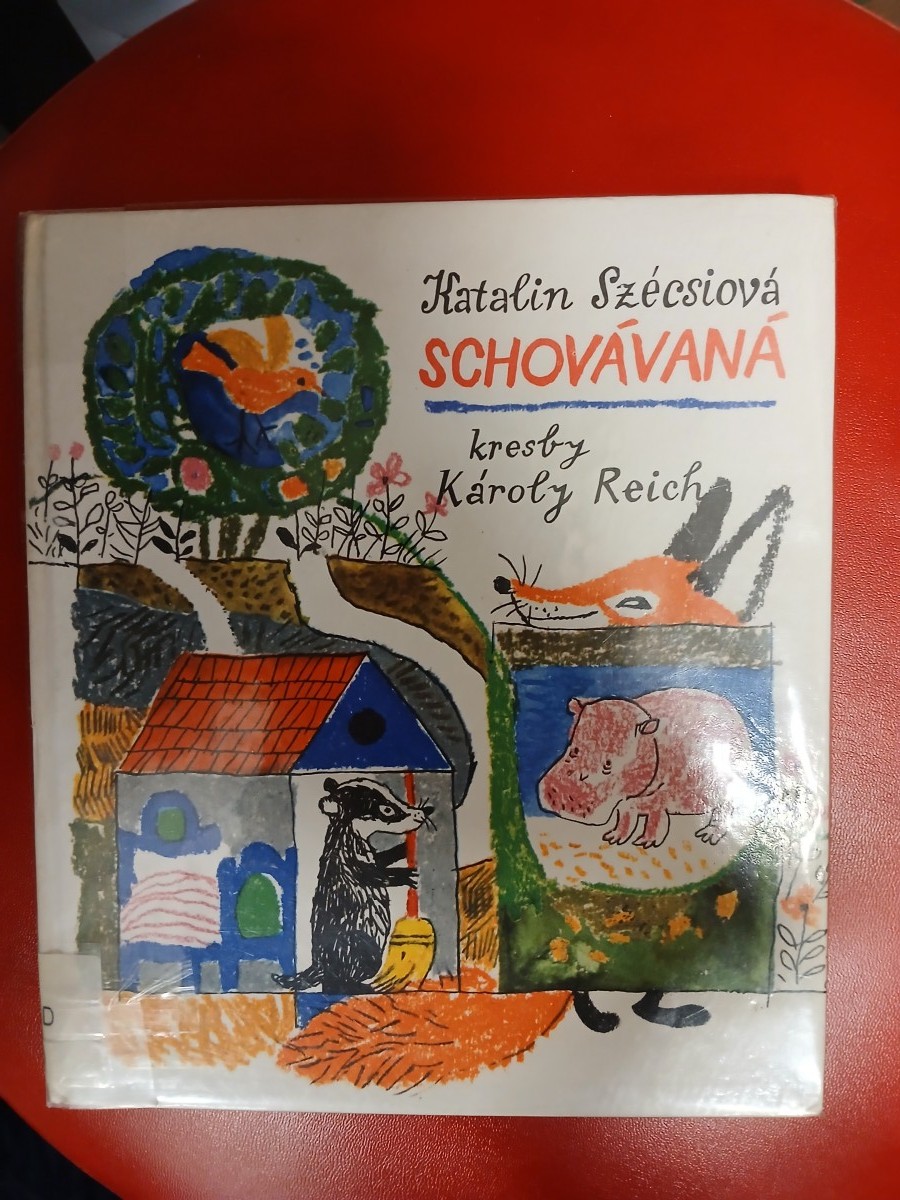 Katalin Szécsiová
SCHOVÁVANÁ
kresby
Károly Reich
D